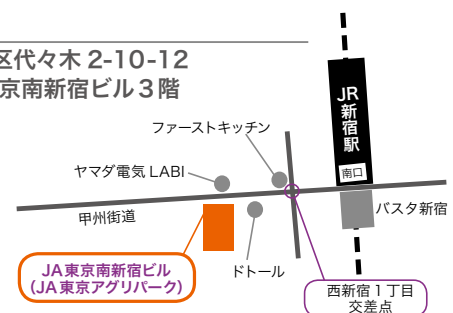 区代々木 2-10-12
京南新宿ビル3階
JR新宿駅
南口
ファーストキッチン
ヤマダ電気 LABI
甲州街道
バスタ新宿
ドトール
JA東京南新宿ビル
(JA東京アグリパーク)
西新宿1丁目
交差点